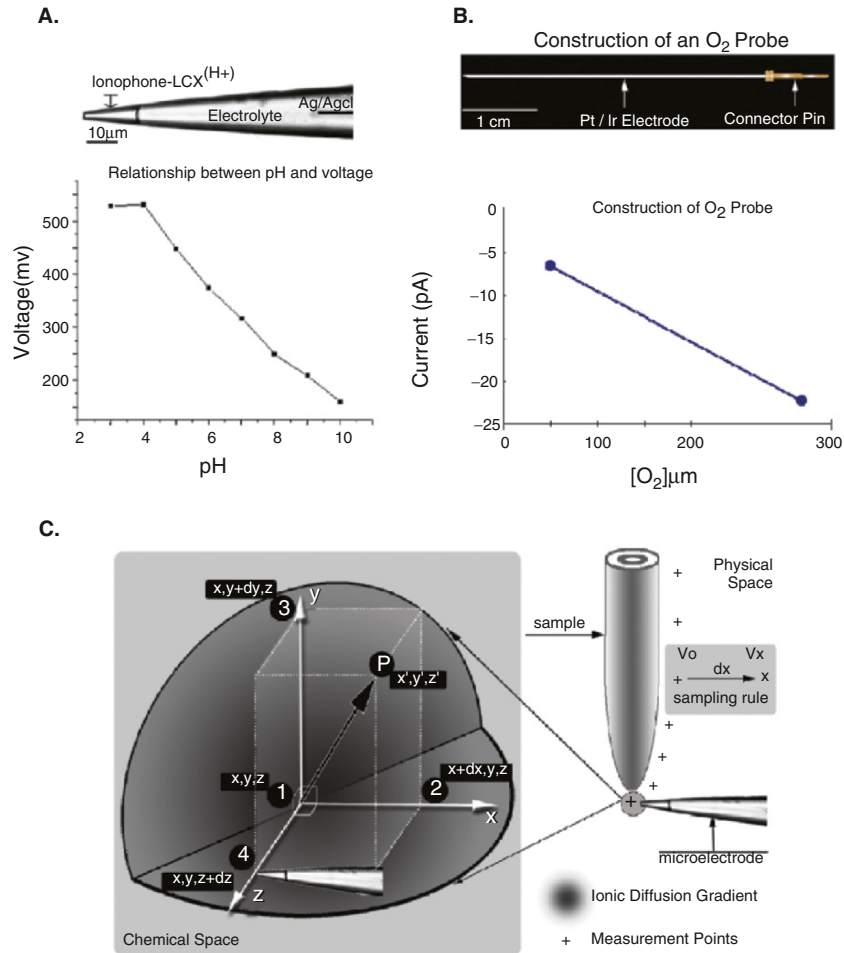 A.
Ionophone-LCX(H+)
Ag/Agcl
Electrolyte
10μm
Relationship between pH and voltage
500
400
300
200
Voltage(mv)
2 4 6 8 10
pH
B.
Construction of an O2 Probe
1 cm
Pt / Ir Electrode
Connector Pin
Construction of O2 Probe
0
–5
–10
–15
–20
–25
Current (pA)
0 100 200 300
[O2]μm
C.
x,y+dy,z
3
y
P
x',y',z'
x,y,z
1
x+dx,y,z
2
x
4
x,y,z+dz
z
Chemical Space
Physical
Space
sample
Vo Vx
dx
+ x
sampling rule
microelectrode
Ionic Diffusion Gradient
+ Measurement Points